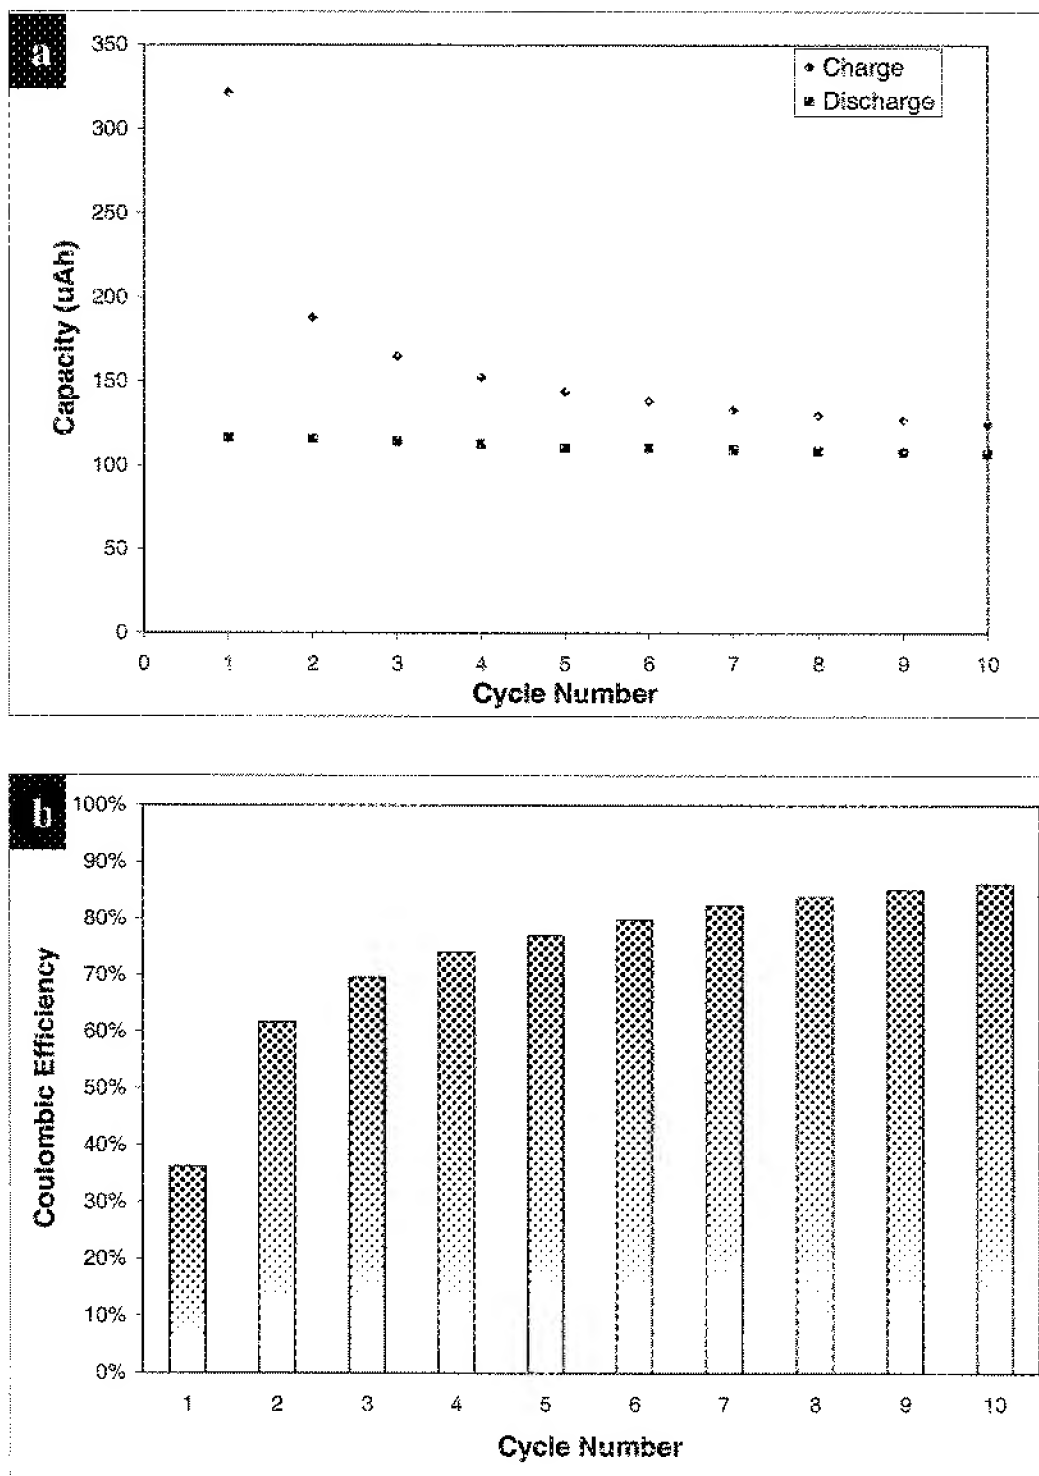 a
350
300
250
200
150
100
50
0
Capacity (uAh)
Charge
Discharge
0 1 2 3 4 5 6 7 8 9 10
Cycle Number
b
100%
90%
80%
70%
60%
50%
40%
30%
20%
10%
0%
Coulombic Efficiency
1 2 3 4 5 6 7 8 9 10
Cycle Number